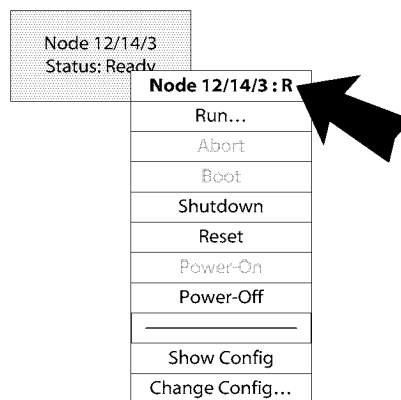 Node 12/14/3
Status: Ready
Node 12/14/3 : R
Run...
Abort
Boot
Shutdown
Reset
Power-On
Power-Off
Show Config
Change Config...